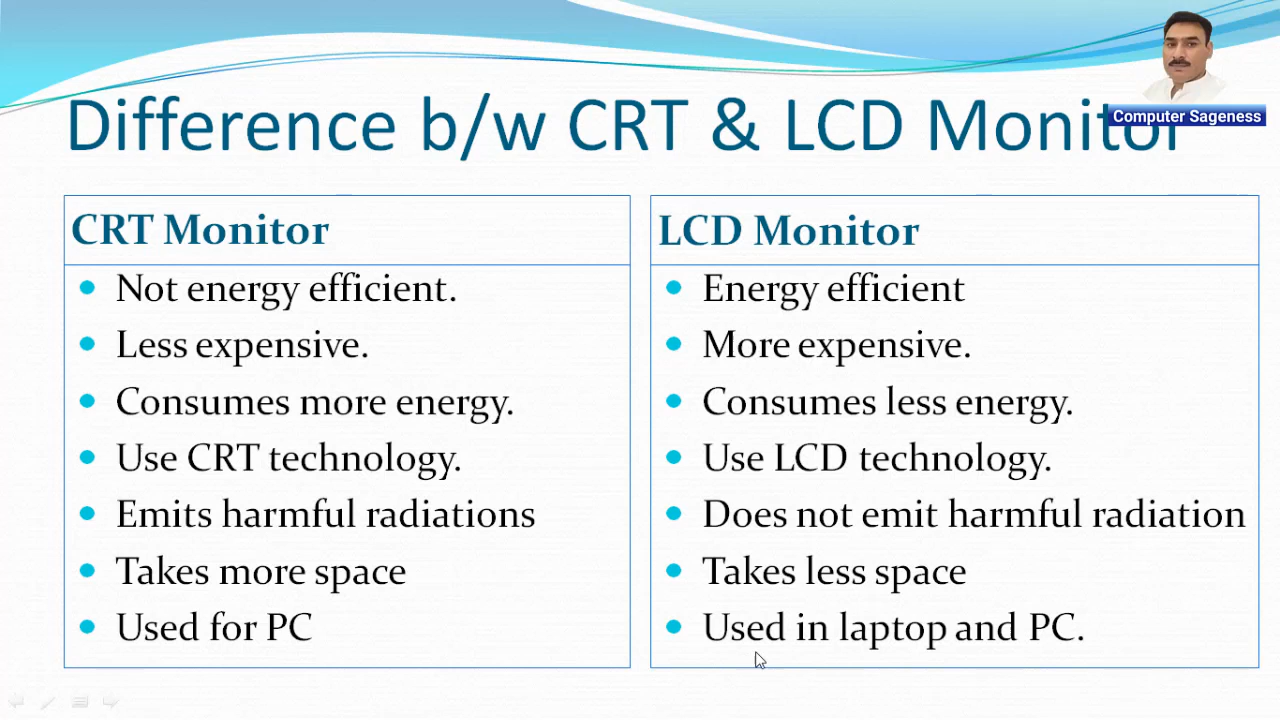 Difference b/w CRT & LCD Monitor
Computer Sageness
CRT Monitor
Not energy efficient.
Less expensive.
Consumes more energy.
Use CRT technology.
Emits harmful radiations
Takes more space
Used for PC
LCD Monitor
Energy efficient
More expensive.
Consumes less energy.
Use LCD technology.
Does not emit harmful radiation
Takes less space
Used in laptop and PC.